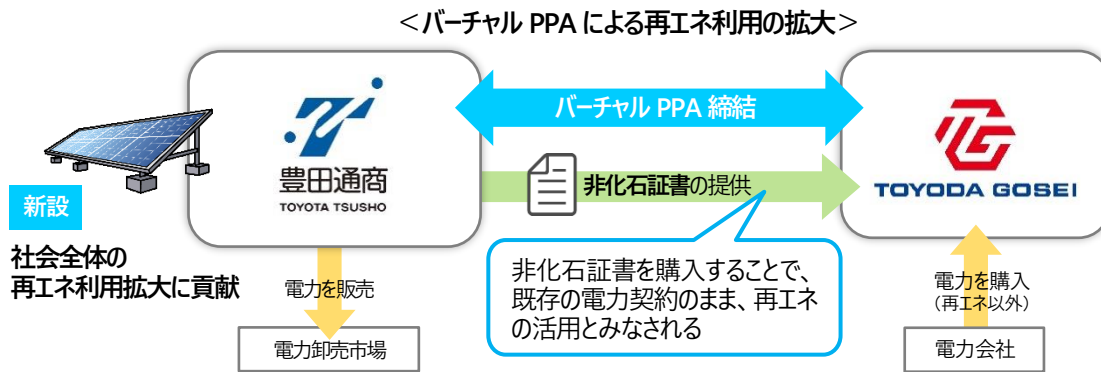 ＜バーチャル PPA による再エネ利用の拡大＞
バーチャル PPA 締結
豊田通商
TOYOTA TSUSHO
非化石証書の提供
TG
TOYODA GOSEI
新設
社会全体の
再エネ利用拡大に貢献
電力を販売
電力卸売市場
非化石証書を購入することで、
既存の電力契約のまま、再エネ
の活用とみなされる
電力を購入
（再エネ以外）
電力会社